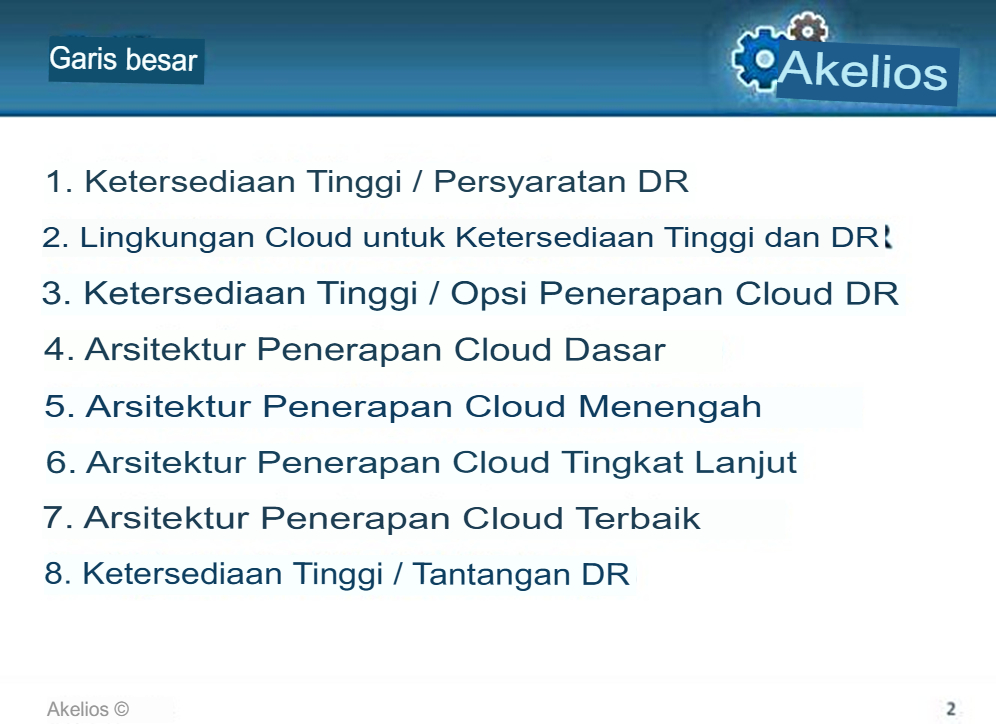 Garis besar
Akelios
1. Ketersediaan Tinggi / Persyaratan DR
2. Lingkungan Cloud untuk Ketersediaan Tinggi dan DR
3. Ketersediaan Tinggi / Opsi Penerapan Cloud DR
4. Arsitektur Penerapan Cloud Dasar
5. Arsitektur Penerapan Cloud Menengah
6. Arsitektur Penerapan Cloud Tingkat Lanjut
7. Arsitektur Penerapan Cloud Terbaik
8. Ketersediaan Tinggi / Tantangan DR
Akelios ©
2